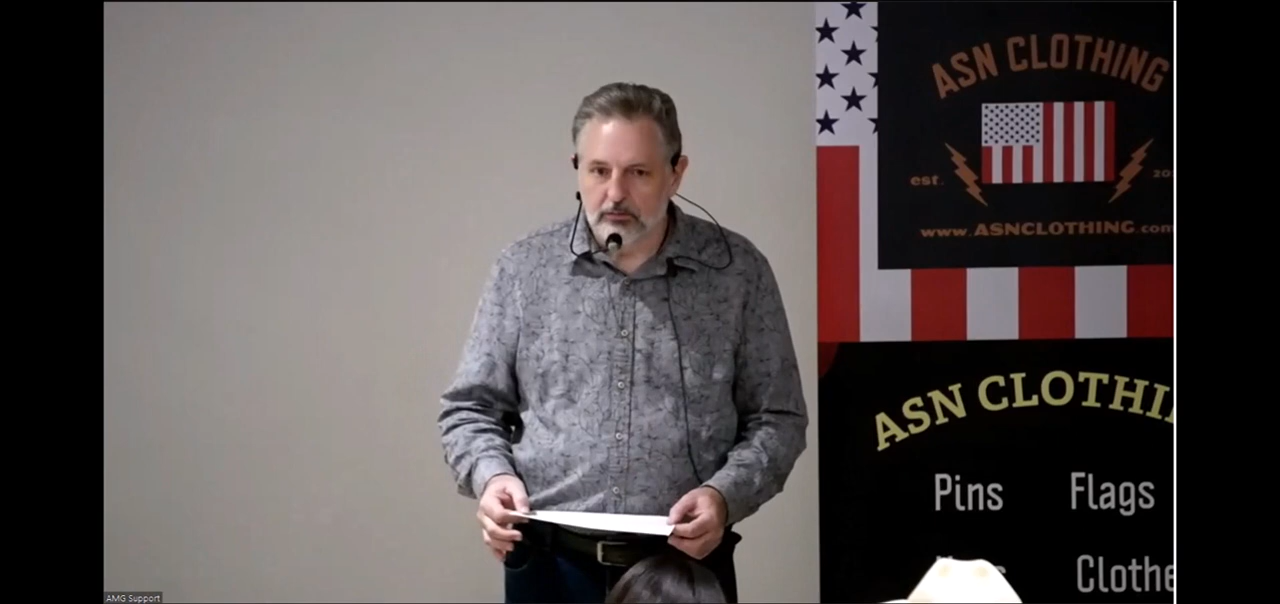 ASN CLOTHING
est.
www.ASNCLOTHING.com
ASN CLOTHI
Pins Flags
Clothe
AMG Support